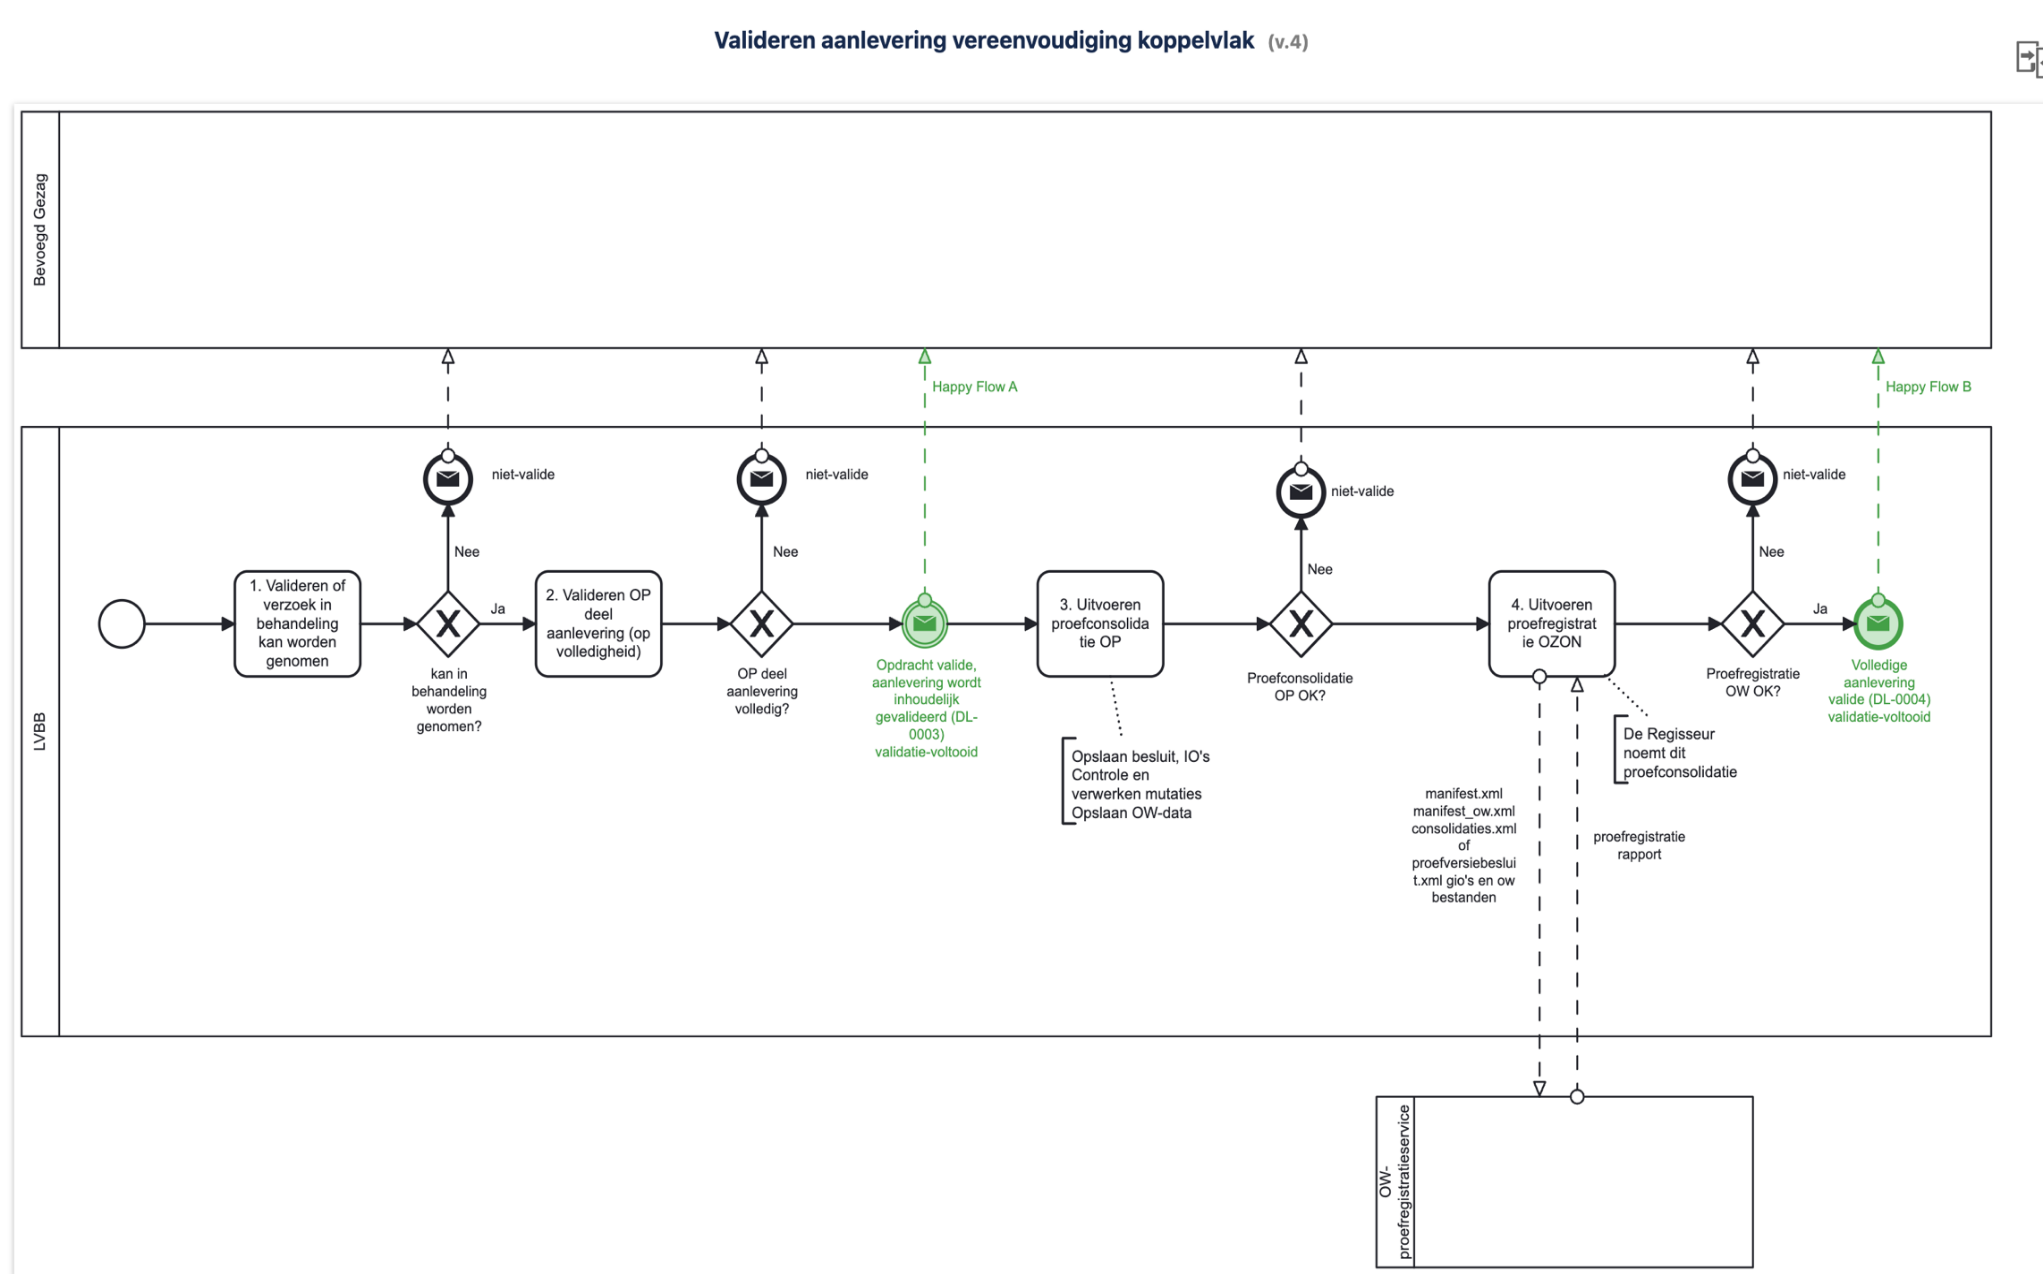 Valideren aanlevering vereenvoudiging koppelvlak (v.4)
Bevoegd Gezag
Happy Flow A
Happy Flow B
LVBB
niet-valide
niet-valide
niet-valide
niet-valide
Nee
Nee
Nee
Nee
1. Valideren of
verzoek in
behandeling
kan worden
genomen
X
kan in
behandeling
worden
genomen?
Ja
2. Valideren OP
deel
aanlevering (op
volledigheid)
X
OP deel
aanlevering
volledig?
Opdracht valide,
aanlevering wordt
inhoudelijk
gevalideerd (DL-
0003)
validatie-voltooid
3. Uitvoeren
proefconsolida
tie OP
Opslaan besluit, IO's
Controle en
verwerken mutaties
Opslaan OW-data
X
Proefconsolidatie
OP OK?
4. Uitvoeren
proefregistrat
ie OZON
De Regisseur
noemt dit
proefconsolidatie
manifest.xml
manifest_ow.xml
consolidaties.xml
of
proefversiebeslui
t.xml gio's en ow
bestanden
proefregistratie
rapport
X
Proefregistratie
OW OK?
Ja
Volledige
aanlevering
valide (DL-0004)
validatie-voltooid
OW-
proefregistratieservice